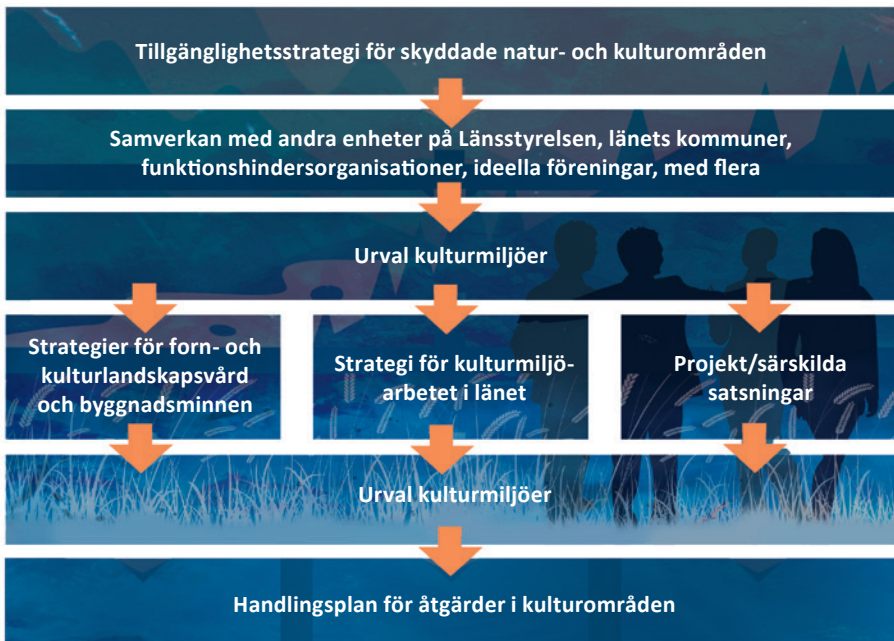 Tillgänglighetsstrategi för skyddade natur- och kulturområden
Samverkan med andra enheter på Länsstyrelsen, länets kommuner,
funktionshindersorganisationer, ideella föreningar, med flera
Urval kulturmiljöer
Strategier för forn- och
kulturlandskapsvård
och byggnadsminnen
Strategi för kulturmiljö-
arbetet i länet
Projekt/särskilda
satsningar
Urval kulturmiljöer
Handlingsplan för åtgärder i kulturområden